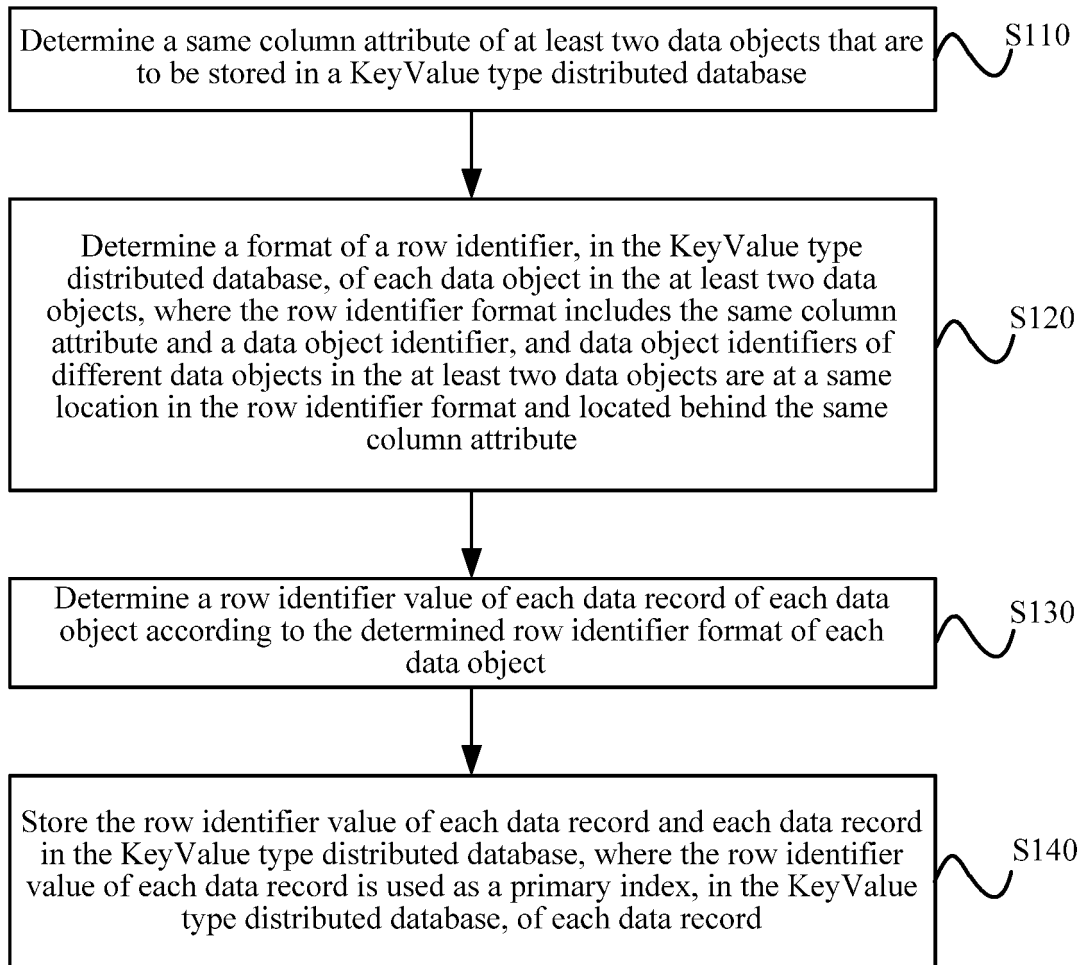 Determine a same column attribute of at least two data objects that are
to be stored in a KeyValue type distributed database
S110
Determine a format of a row identifier, in the KeyValue type
distributed database, of each data object in the at least two data
objects, where the row identifier format includes the same column
attribute and a data object identifier, and data object identifiers of
different data objects in the at least two data objects are at a same
location in the row identifier format and located behind the same
column attribute
S120
Determine a row identifier value of each data record of each data
object according to the determined row identifier format of each
data object
S130
Store the row identifier value of each data record and each data record
in the KeyValue type distributed database, where the row identifier
value of each data record is used as a primary index, in the KeyValue
type distributed database, of each data record
S140